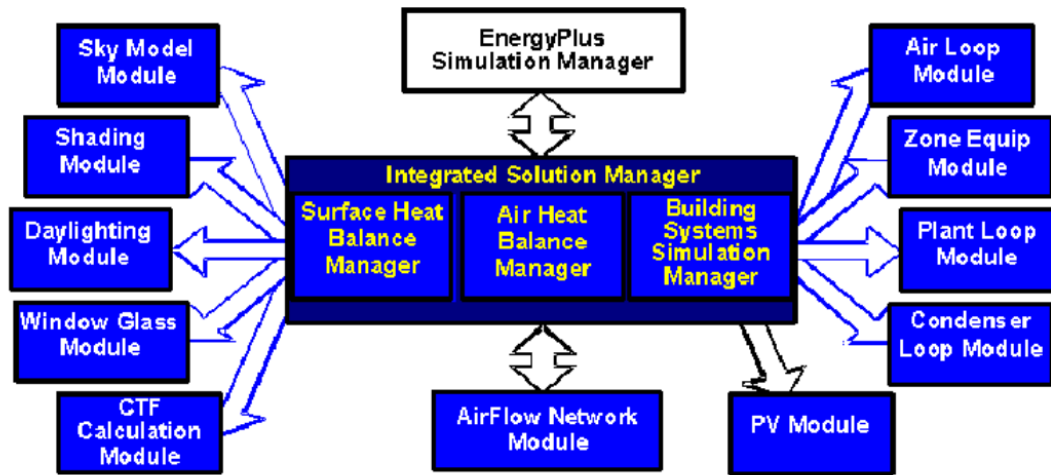 EnergyPlus
Simulation Manager
Sky Model
Module
Air Loop
Module
Shading
Module
Zone Equip
Module
Integrated Solution Manager
Surface Heat
Balance
Manager
Air Heat
Balance
Manager
Building
Systems
Simulation
Manager
Daylighting
Module
Plant Loop
Module
Window Glass
Module
Condenser
Loop Module
CTF
Calculation
Module
AirFlow Network
Module
PV Module